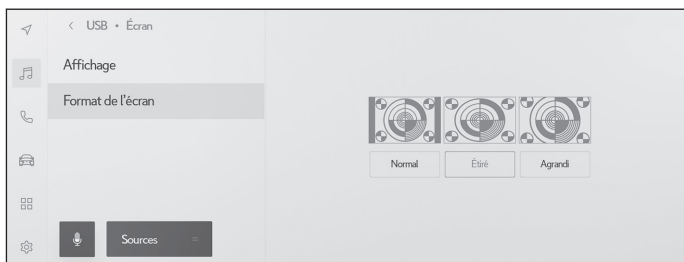 USB • Écran
Affichage
Format de l'écran
Normal Étiré Agrandi
Sources